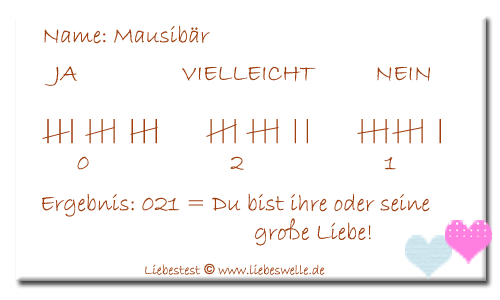 Name: Mausibär
JA VIELLEICHT NEIN
0 2 1
Ergebnis: 021 = Du bist ihre oder seine
große Liebe!
Liebestest © www.liebeswelle.de